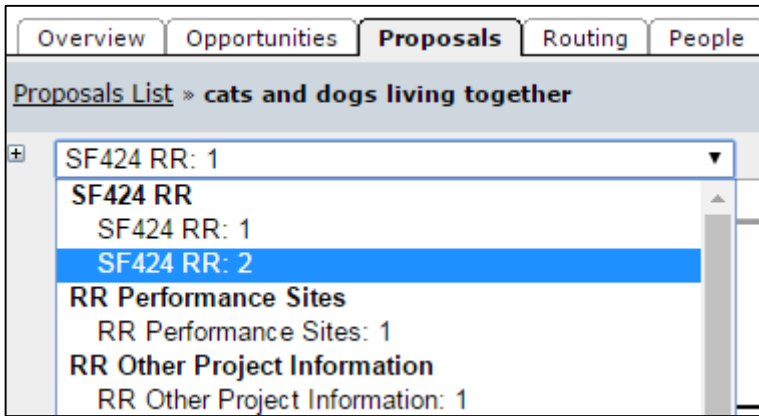 Overview Opportunities Proposals Routing People
Proposals List » cats and dogs living together
SF424 RR: 1
SF424 RR
SF424 RR: 1
SF424 RR: 2
RR Performance Sites
RR Performance Sites: 1
RR Other Project Information
RR Other Project Information: 1